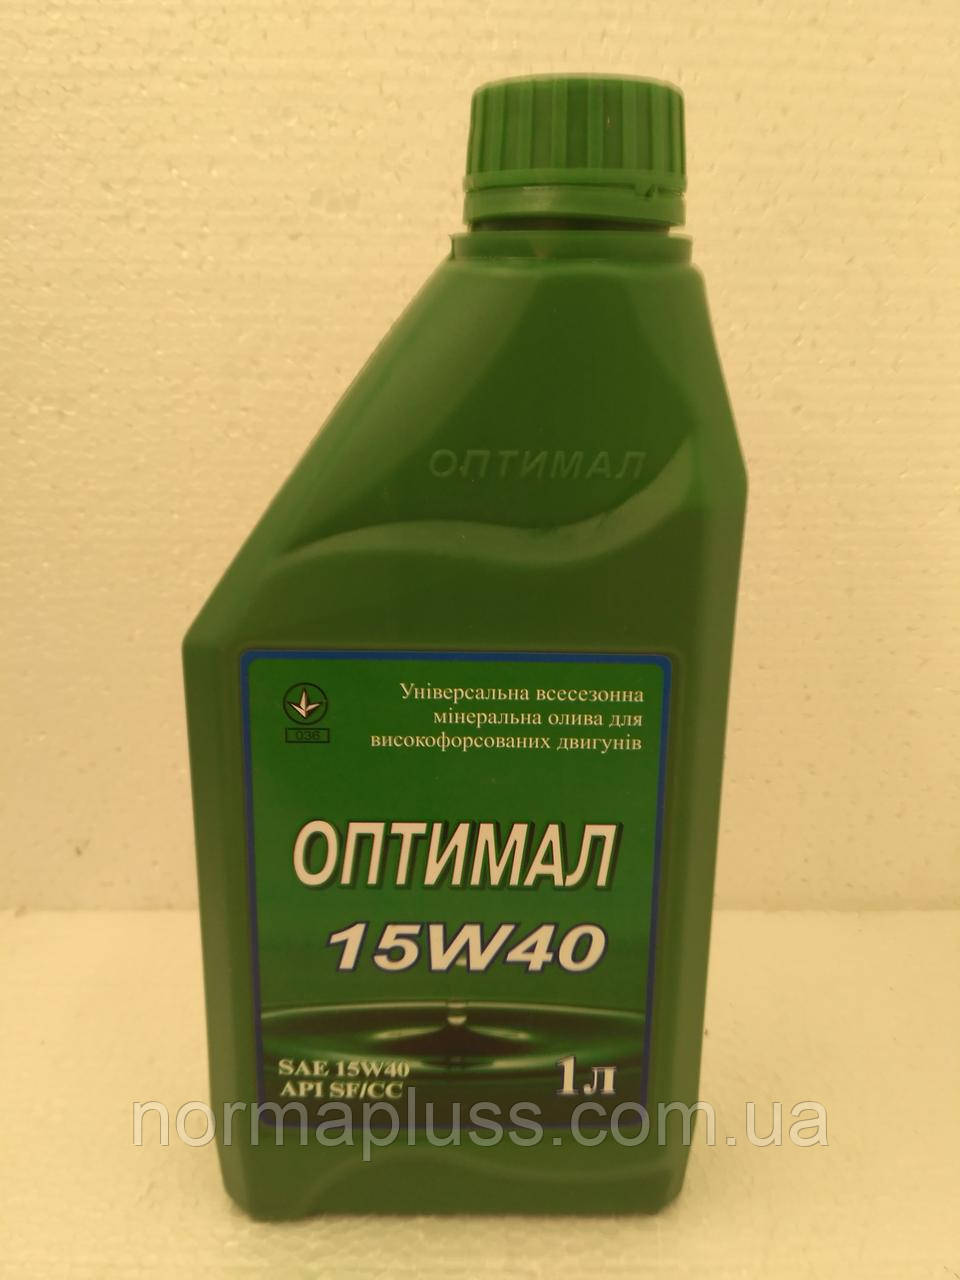 ОПТИМАЛ
Універсальна всесезонна
мінеральна олива для
високофорсованих двигунів
036
ОПТИМАЛ
15W40
SAE 15W40
API SF/CC
1л
normapluss.com.ua